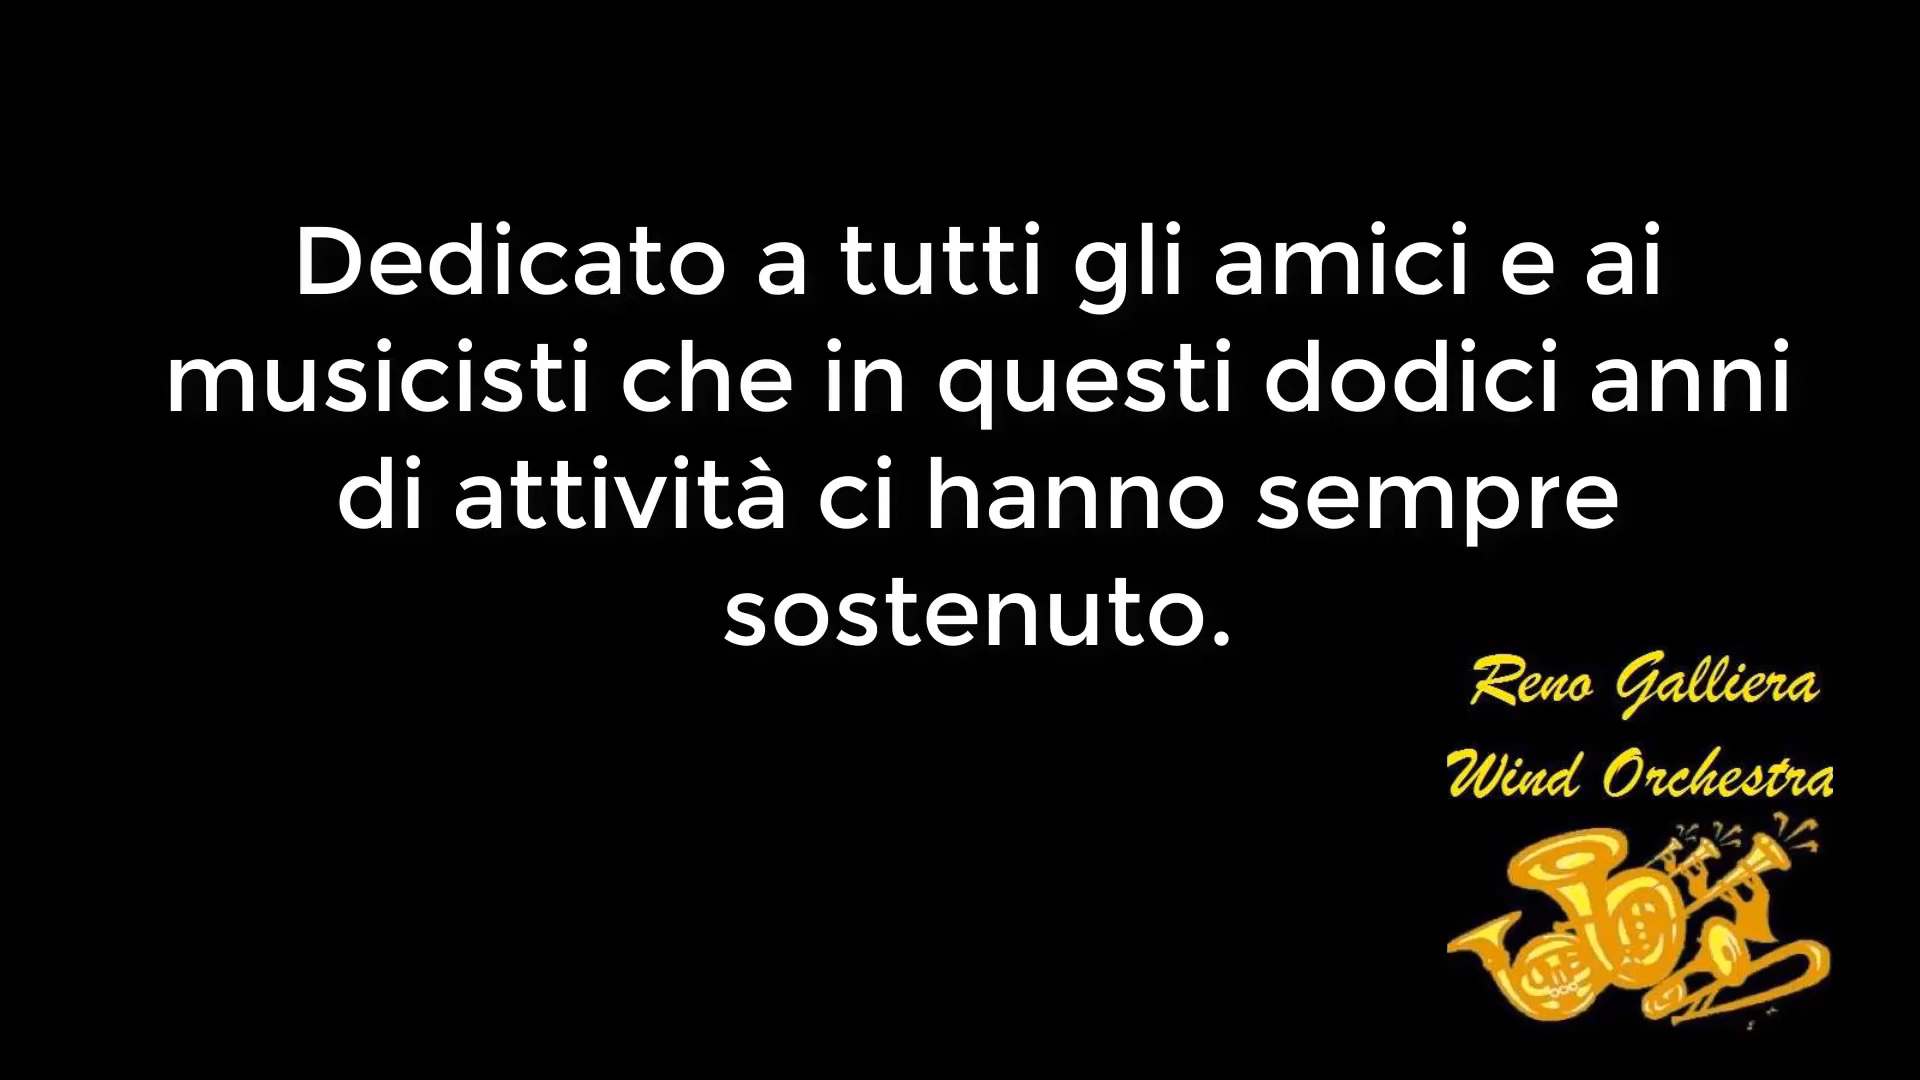 Dedicato a tutti gli amici e ai
musicisti che in questi dodici anni
di attività ci hanno sempre
sostenuto.
Reno Galliera
Wind Orchestra